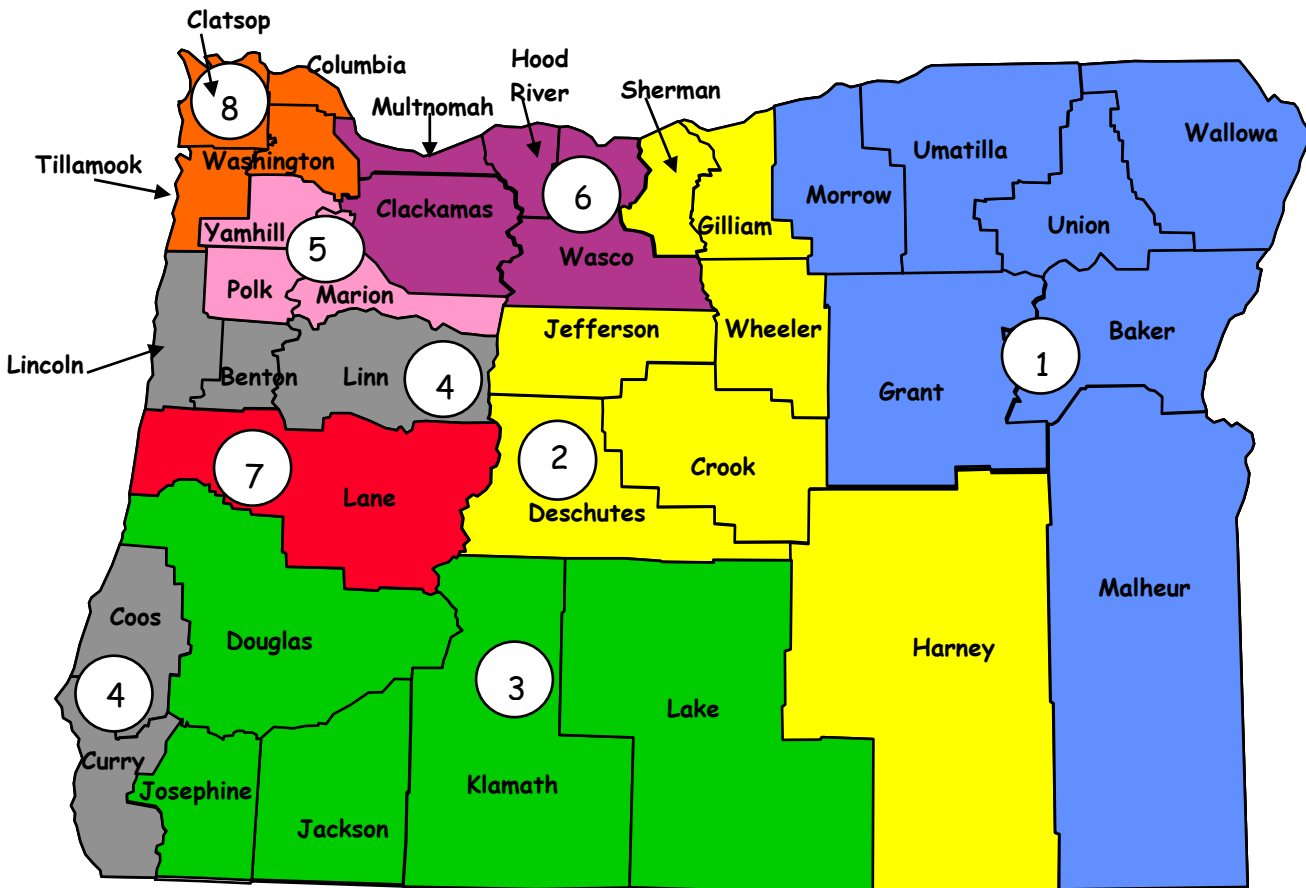 Clatsop
8
Columbia
Multnomah
Hood
River
Sherman
Tillamook
Washington
Yamhill
5
Clackamas
6
Gilliam
Morrow
Umatilla
Union
Wallowa
Polk
Marion
Wasco
Lincoln
Benton
Linn
4
Jefferson
Wheeler
Grant
1
Baker
7
Lane
2
Deschutes
Crook
Coos
4
Curry
Douglas
3
Lake
Harney
Malheur
Josephine
Jackson
Klamath